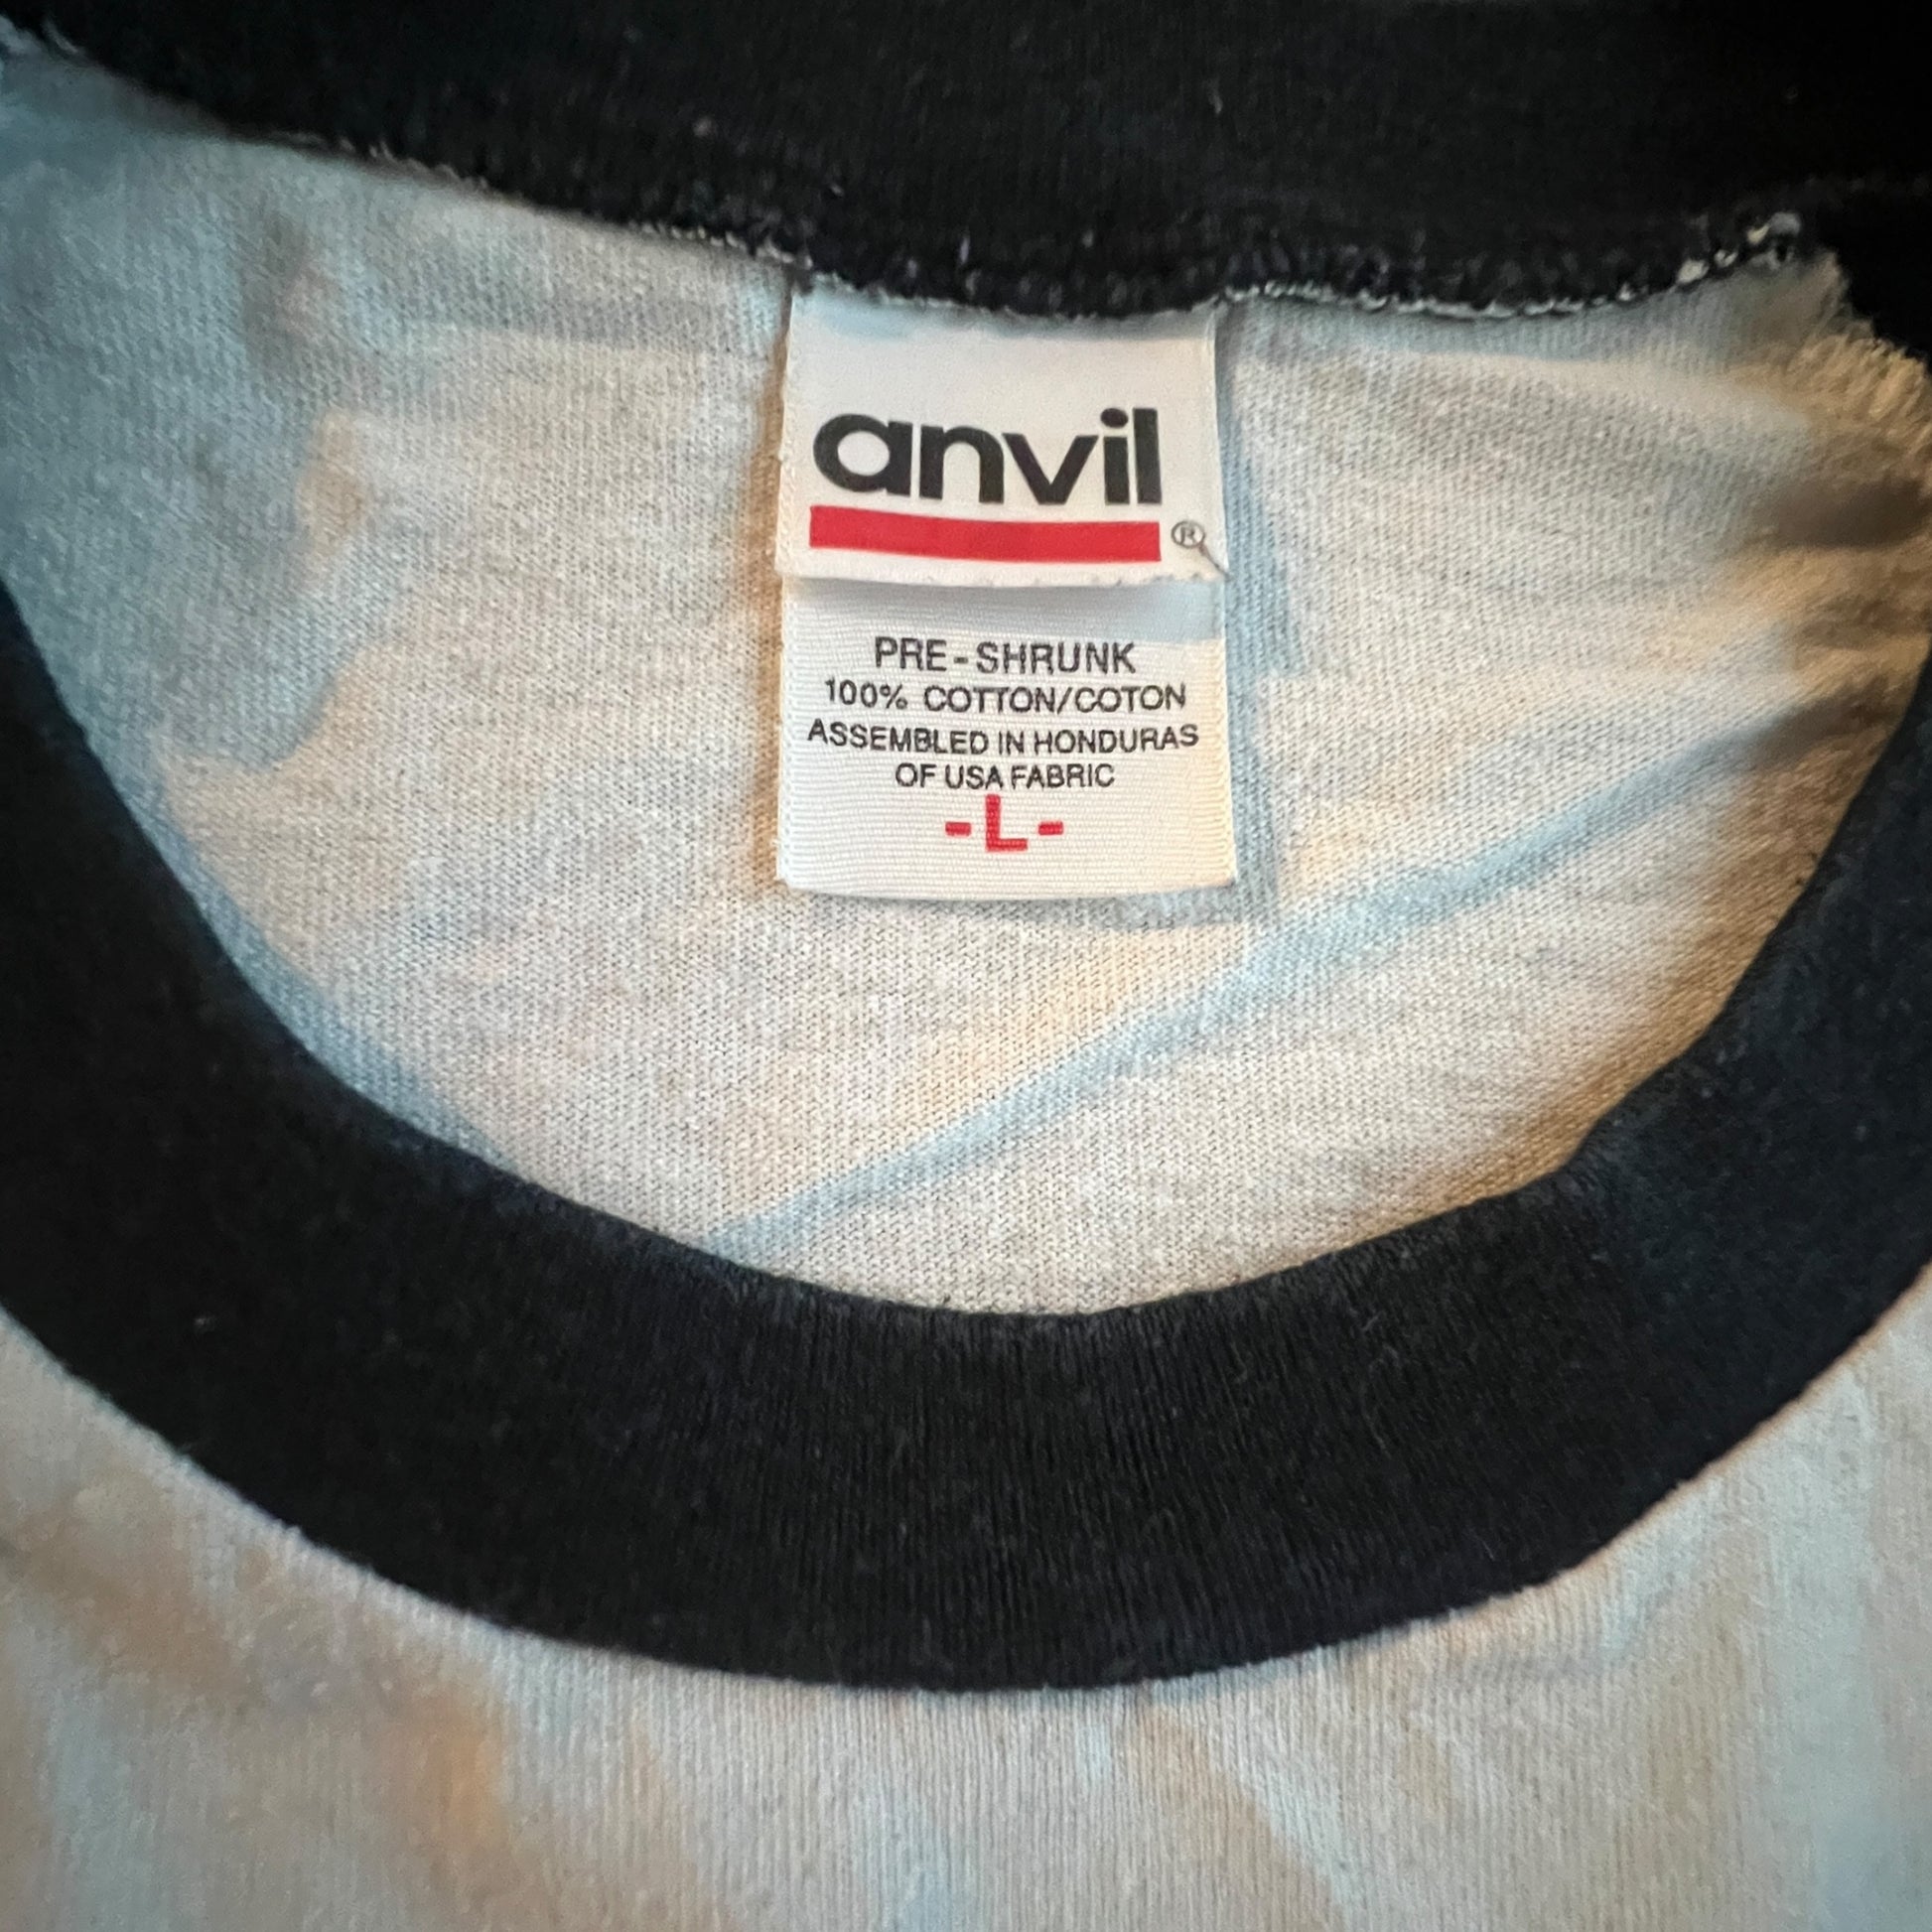 anvil
®
PRE-SHRUNK
100% COTTON/COTON
ASSEMBLED IN HONDURAS
OF USA FABRIC
-L-